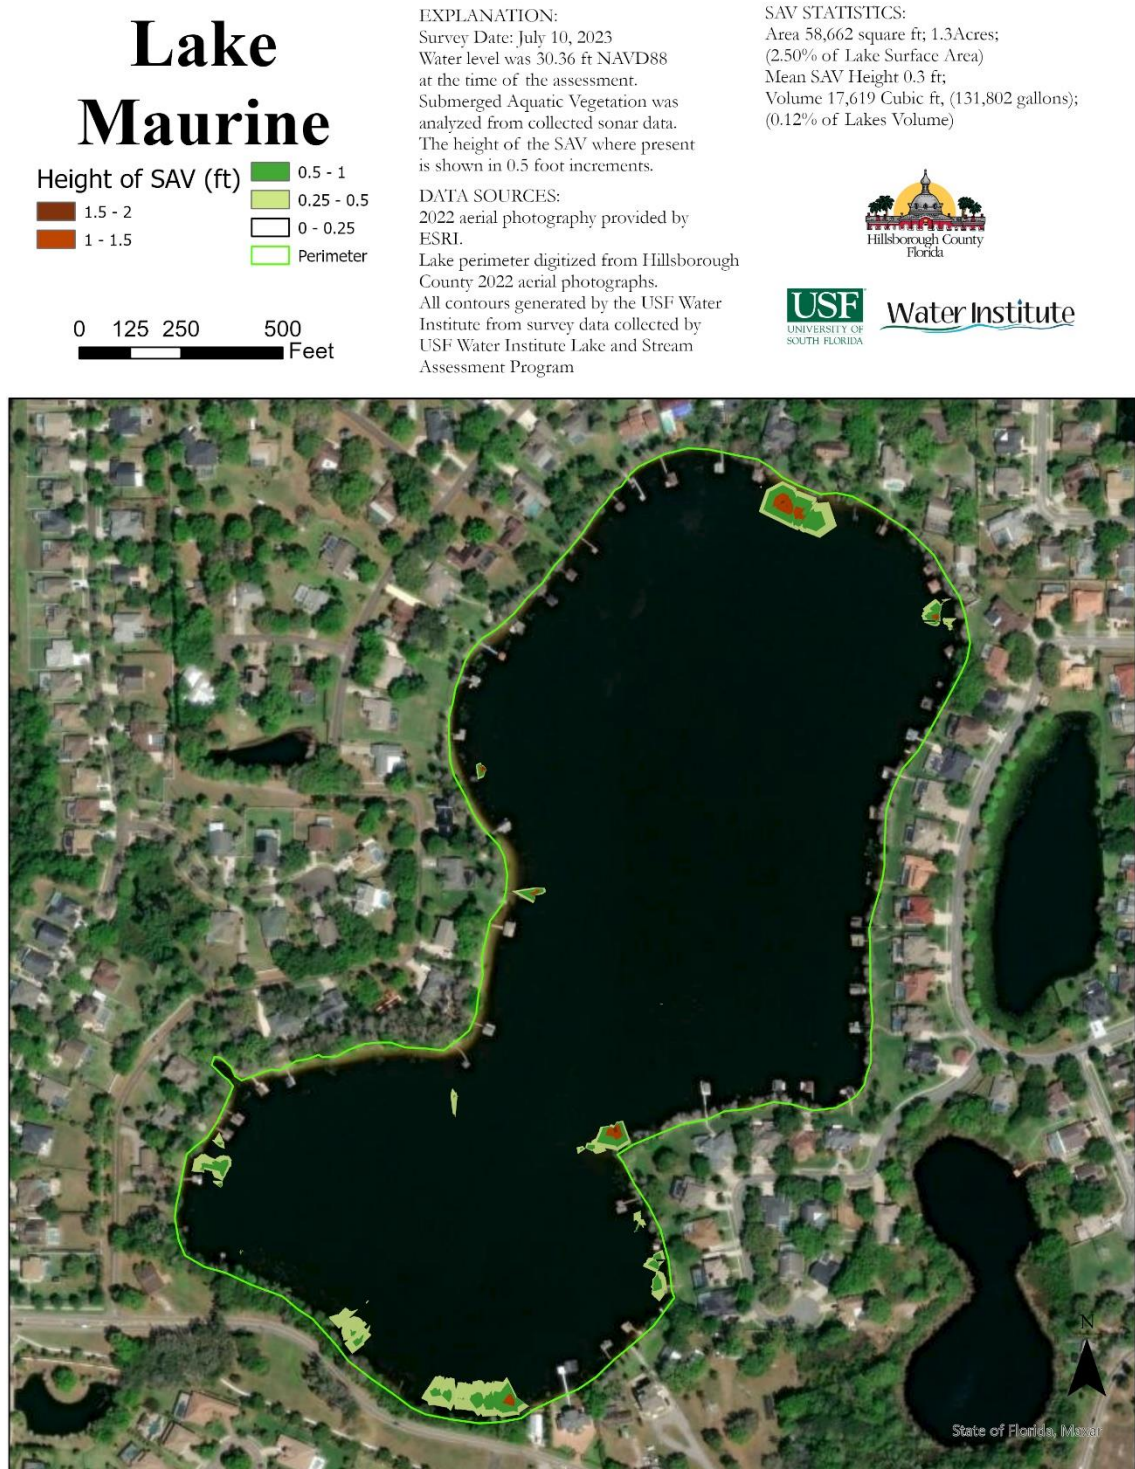 Lake
Maurine
Height of SAV (ft)
1.5 - 2
1 - 1.5
0.5 - 1
0.25 - 0.5
0 - 0.25
Perimeter
0 125 250 500
Feet
EXPLANATION:
Survey Date: July 10, 2023
Water level was 30.36 ft NAVD88
at the time of the assessment.
Submerged Aquatic Vegetation was
analyzed from collected sonar data.
The height of the SAV where present
is shown in 0.5 foot increments.
DATA SOURCES:
2022 aerial photography provided by
ESRI.
Lake perimeter digitized from Hillsborough
County 2022 aerial photographs.
All contours generated by the USF Water
Institute from survey data collected by
USF Water Institute Lake and Stream
Assessment Program
SAV STATISTICS:
Area 58,662 square ft; 1.3Acres;
(2.50% of Lake Surface Area)
Mean SAV Height 0.3 ft;
Volume 17,619 Cubic ft, (131,802 gallons);
(0.12% of Lakes Volume)
Hillsborough County
Florida
USF
UNIVERSITY OF
SOUTH FLORIDA
Water Institute
N
State of Florida, Maxar